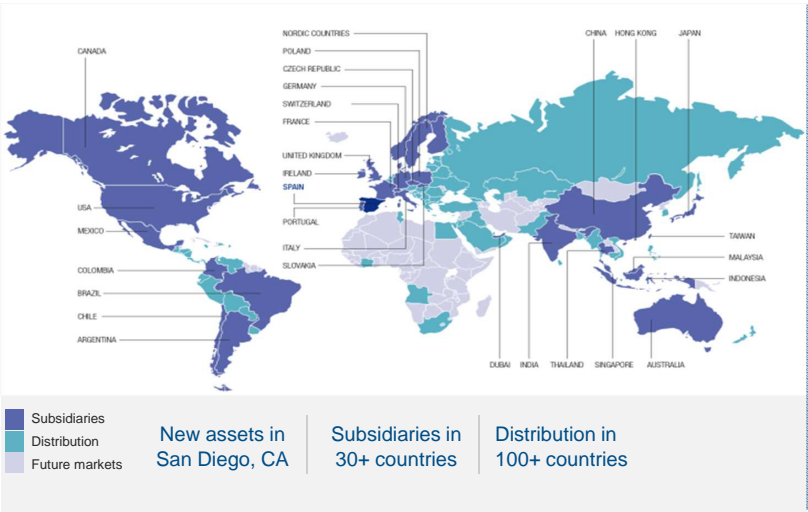 NORDIC COUNTRIES
CHINA
HONG KONG
JAPAN
CANADA
POLAND
CZECH REPUBLIC
GERMANY
SWITZERLAND
FRANCE
UNITED KINGDOM
IRELAND
SPAIN
USA
PORTUGAL
MEXICO
TAIWAN
ITALY
MALAYSIA
SLOVAKIA
COLOMBIA
INDONESIA
BRAZIL
CHILE
ARGENTINA
DUBAI
INDIA
THAILAND
SINGAPORE
AUSTRALIA
Subsidiaries
Distribution
Future markets
New assets in
San Diego, CA
Subsidiaries in
30+ countries
Distribution in
100+ countries